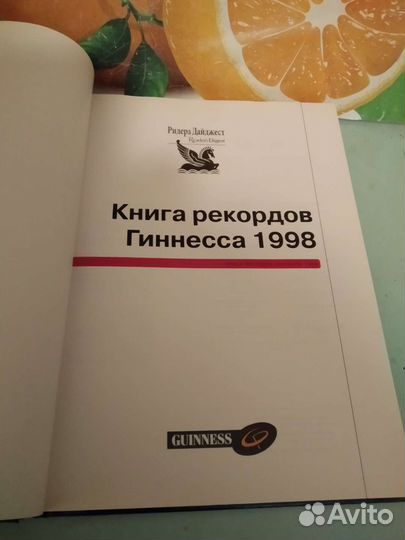 Ридерз Дайджест
Reader's Digest
Книга рекордов
Гиннесса 1998
GUINNESS
Avito